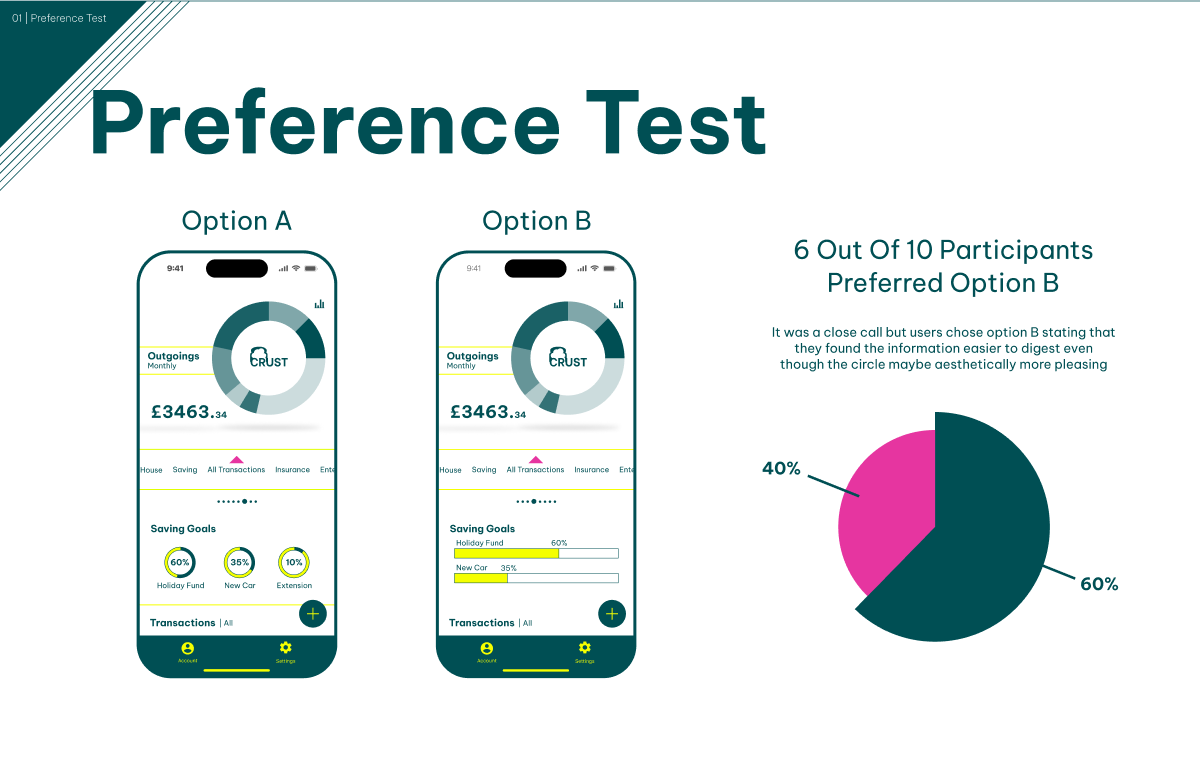 01 | Preference Test
Preference Test
Option A
9:41
CRUST
Outgoings
Monthly
£3463.34
House Saving All Transactions Insurance Ente
Saving Goals
60% 35% 10%
Holiday Fund New Car Extension
Transactions | All
Account Settings
Option B
9:41
CRUST
Outgoings
Monthly
£3463.34
House Saving All Transactions Insurance Ente
Saving Goals
Holiday Fund 60%
New Car 35%
Transactions | All
Account Settings
6 Out Of 10 Participants
Preferred Option B
It was a close call but users chose option B stating that
they found the information easier to digest even
though the circle maybe aesthetically more pleasing
40%
60%